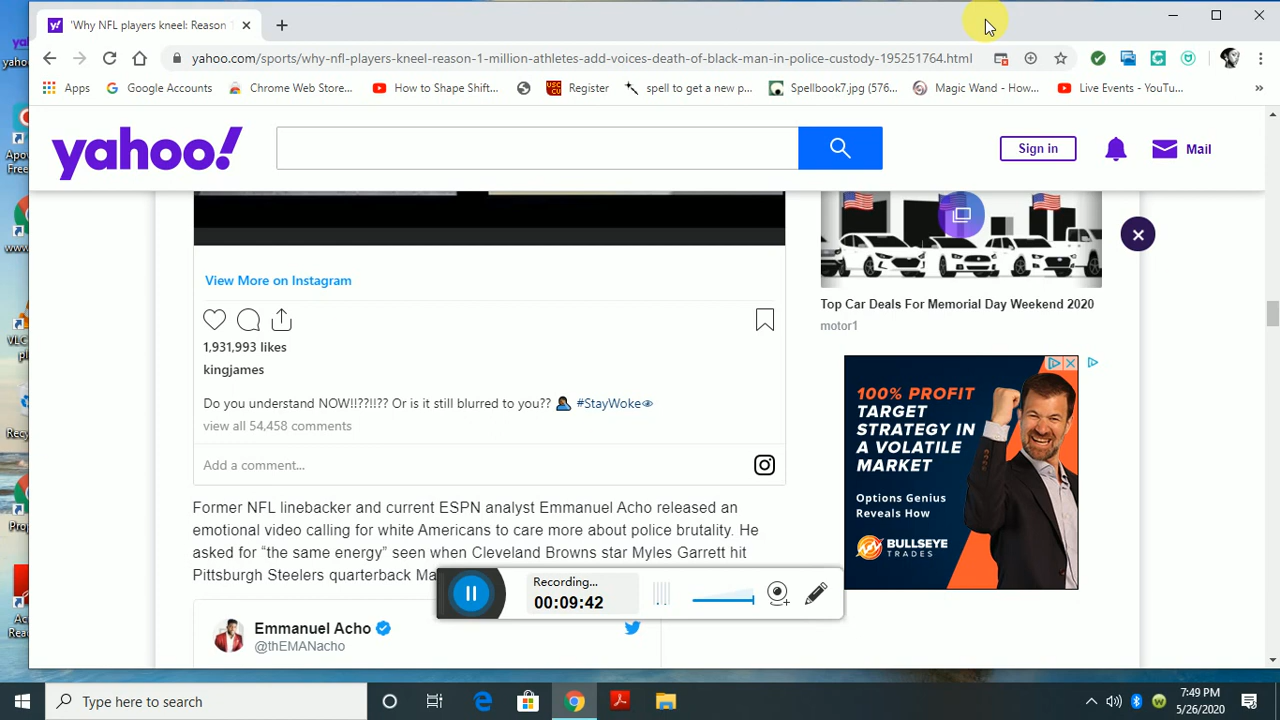 'Why NFL players kneel: Reason
yahoo.com/sports/why-nfl-players-kneel-reason-1-million-athletes-add-voices-death-of-black-man-in-police-custody-195251764.html
Apps
Google Accounts
Chrome Web Store...
How to Shape Shift...
Register
spell to get a new p...
Spellbook7.jpg (576...
Magic Wand - How...
Live Events - YouTu...
»
yahoo!
Sign in
Mail
View More on Instagram
1,931,993 likes
kingjames
Do you understand NOW!!??!!?? Or is it still blurred to you?? 🤦🏾‍♂️ #StayWoke👁
view all 54,458 comments
Add a comment...
Top Car Deals For Memorial Day Weekend 2020
motor1
100% PROFIT
TARGET
STRATEGY IN
A VOLATILE
MARKET
Options Genius
Reveals How
BULLSEYE
TRADES
Former NFL linebacker and current ESPN analyst Emmanuel Acho released an
emotional video calling for white Americans to care more about police brutality. He
asked for “the same energy” seen when Cleveland Browns star Myles Garrett hit
Pittsburgh Steelers quarterback
Recording...
00:09:42
Emmanuel Acho
@thEMANacho
Type here to search
7:49 PM
5/26/2020